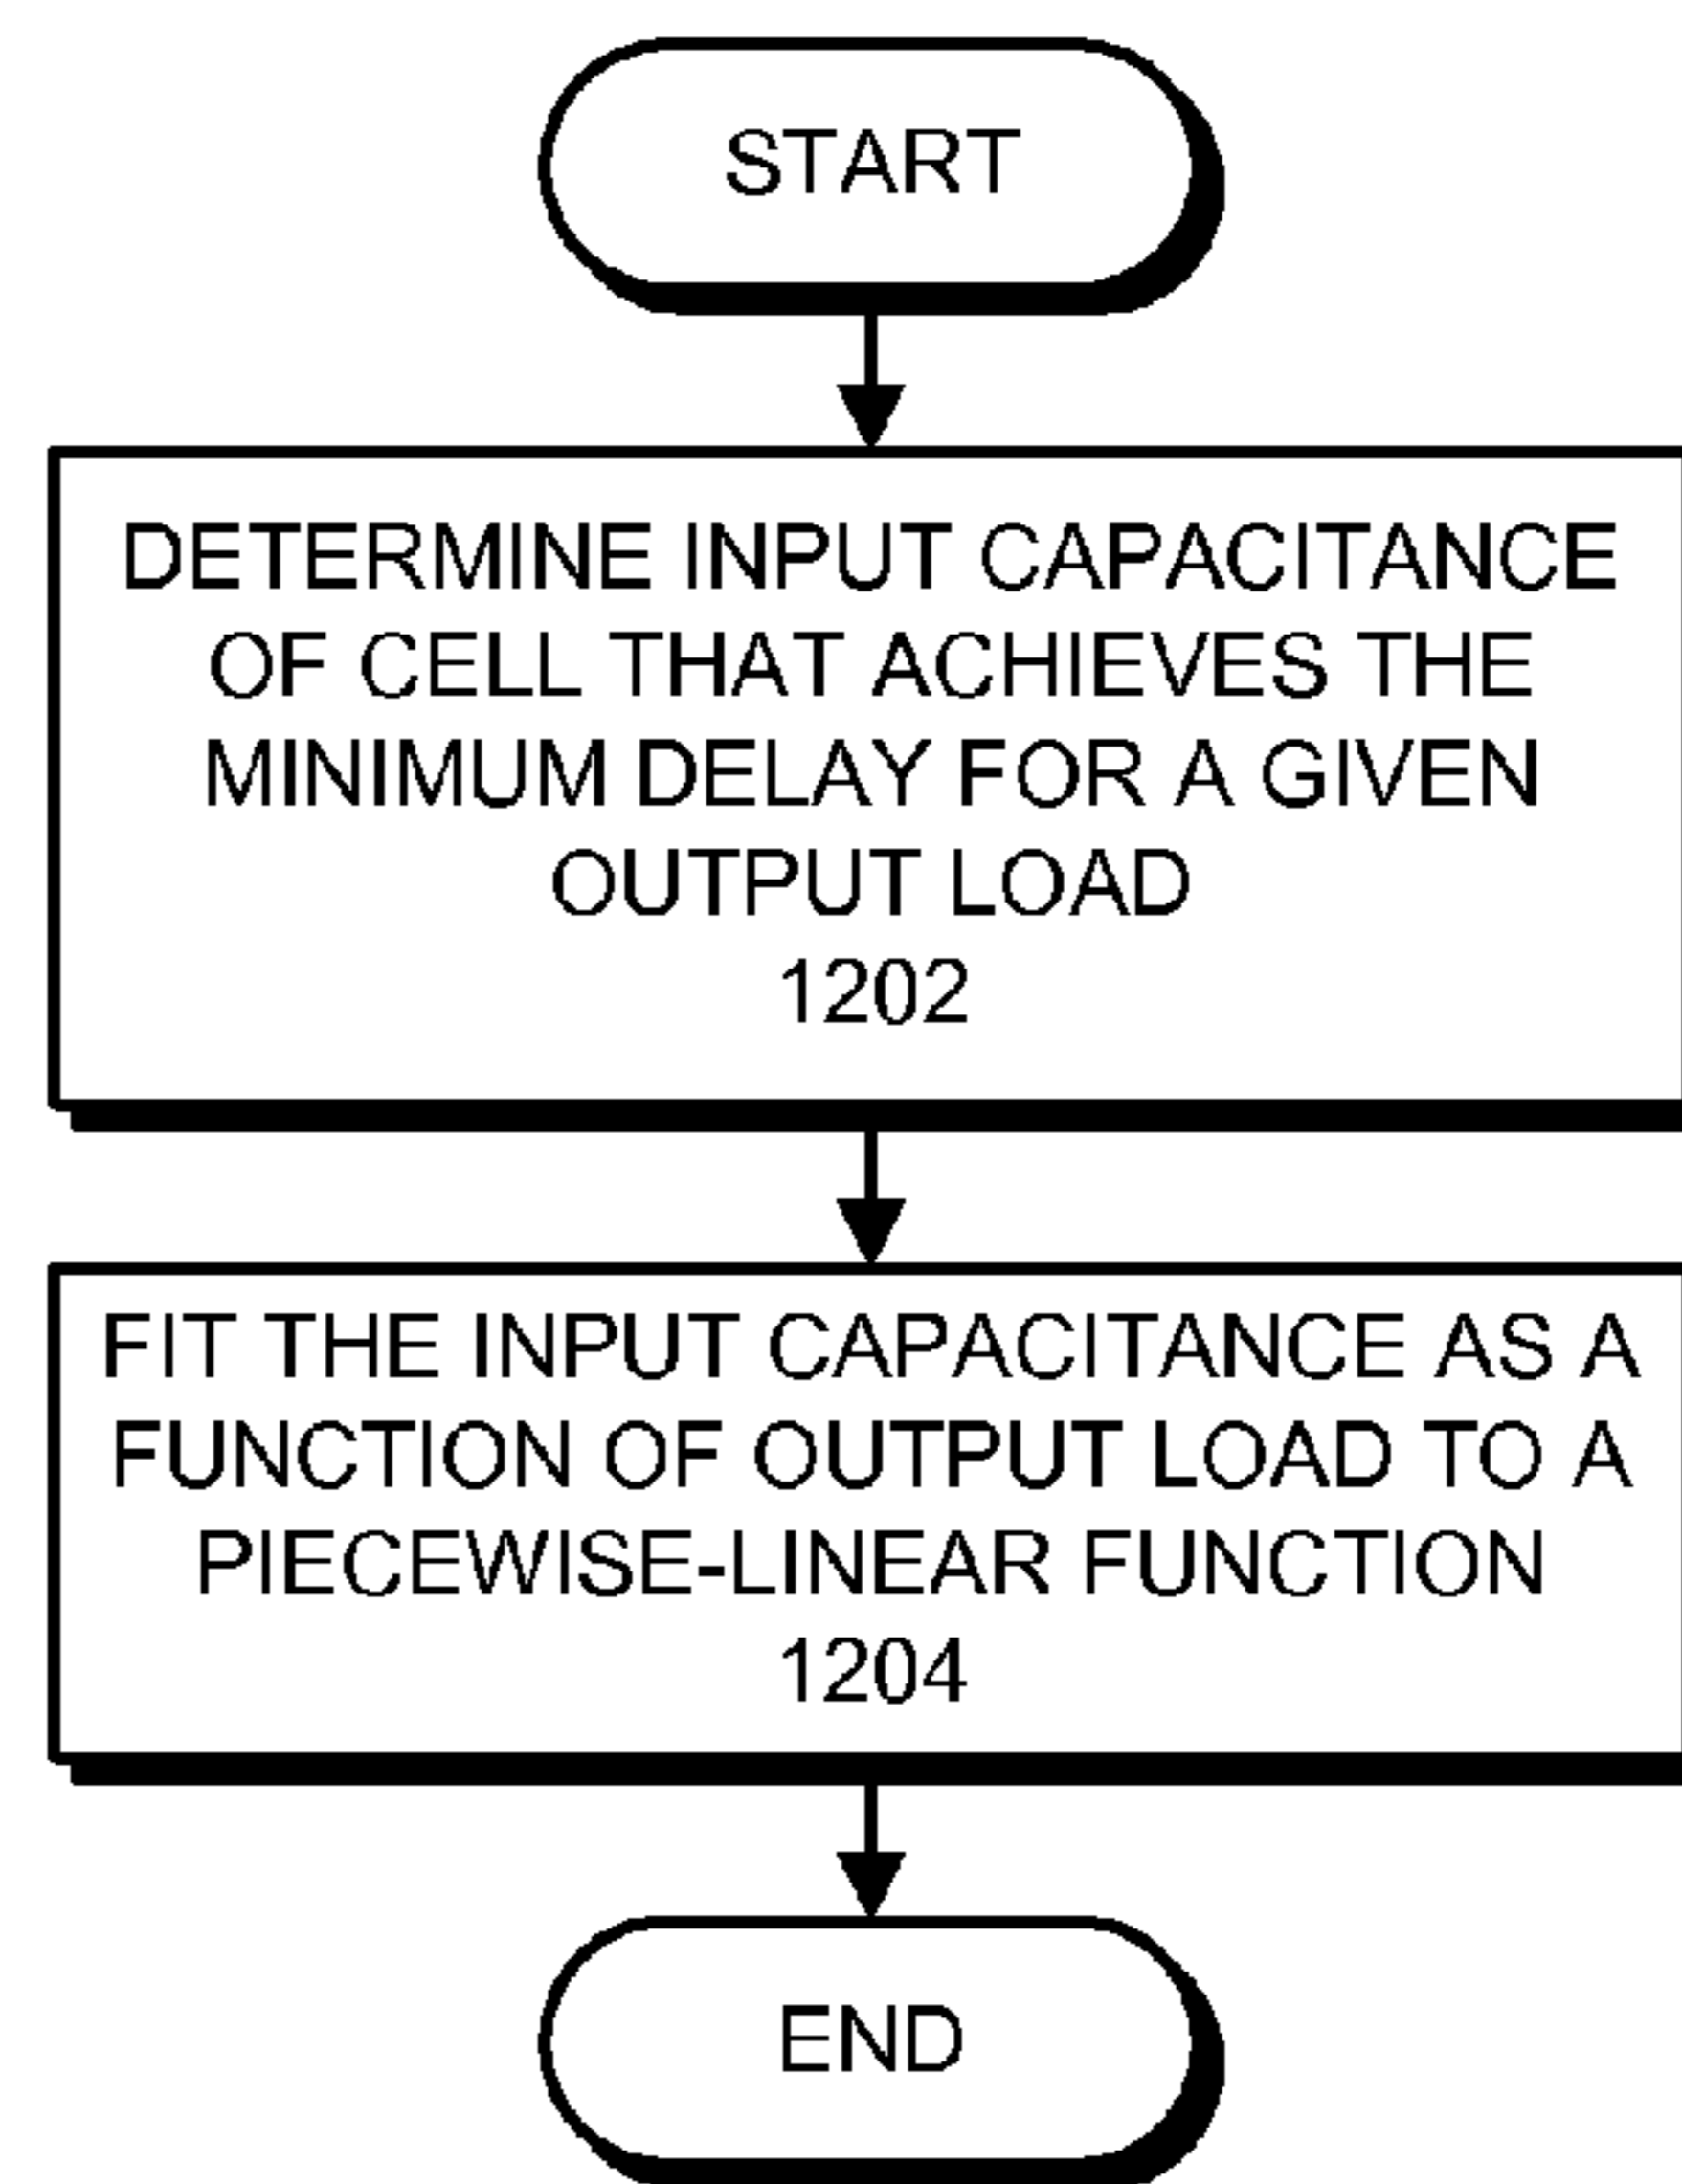 START
DETERMINE INPUT CAPACITANCE
OF CELL THAT ACHIEVES THE
MINIMUM DELAY FOR A GIVEN
OUTPUT LOAD
1202
FIT THE INPUT CAPACITANCE AS A
FUNCTION OF OUTPUT LOAD TO A
PIECEWISE-LINEAR FUNCTION
1204
END